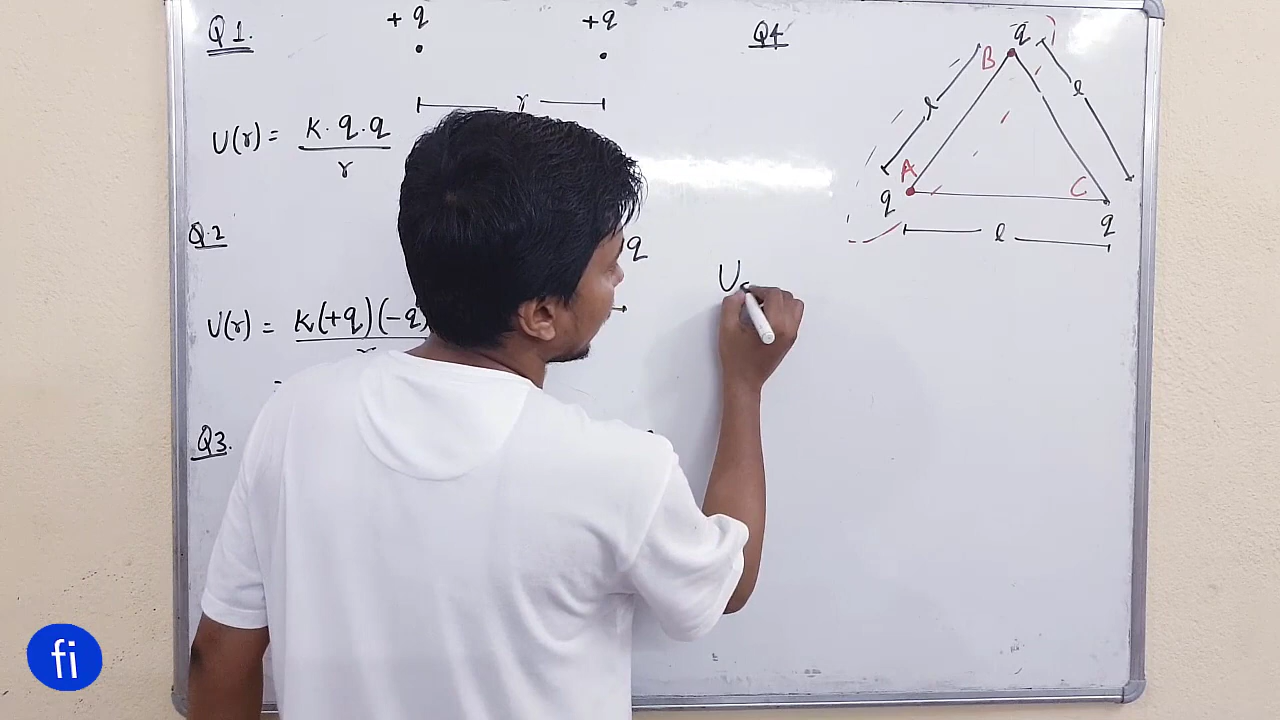 Q1.
+q +q
r
U(r) = K.q.q
r
Q.2
q
U(r) = K(+q)(-q)
r
Q3.
Q4
q
B
l
l
A
C
q
q
l
U
fi